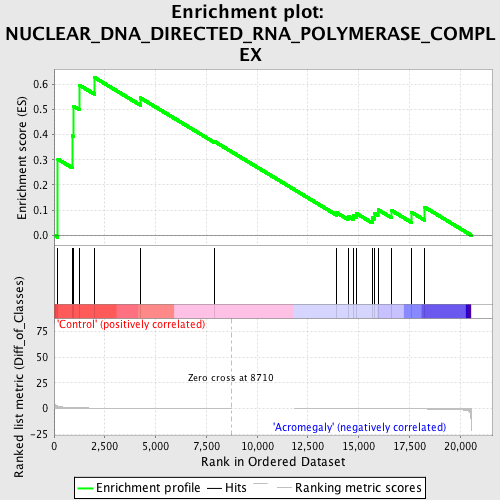 Enrichment plot:
NUCLEAR_DNA_DIRECTED_RNA_POLYMERASE_COMPL
EX
Enrichment score (ES)
0.6
0.5
0.4
0.3
0.2
0.1
0.0
'Control' (positively correlated)
Ranked list metric (Diff_of_Classes)
75
50
25
0
-25
Zero cross at 8710
'Acromegaly' (negatively correlated)
0
2,500
5,000
7,500
10,000
12,500
15,000
17,500
20,000
Rank in Ordered Dataset
Enrichment profile
Hits
Ranking metric scores